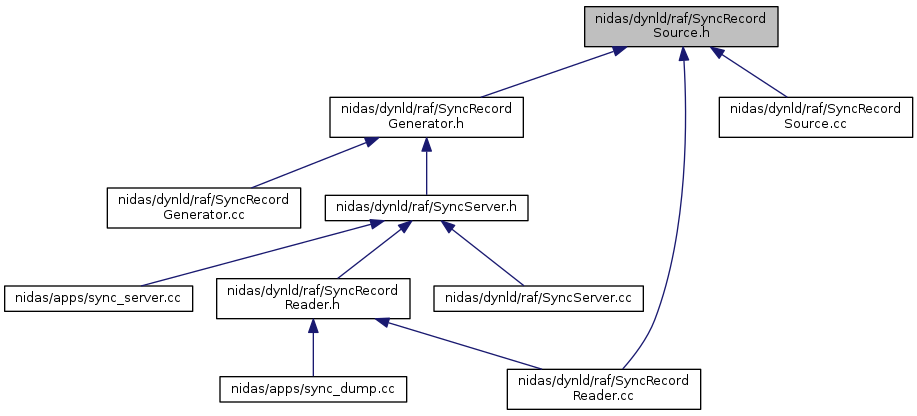 nidas/dynld/raf/SyncRecord
Source.h
nidas/dynld/raf/SyncRecord
Generator.h
nidas/dynld/raf/SyncRecord
Source.cc
nidas/dynld/raf/SyncRecord
Generator.cc
nidas/dynld/raf/SyncServer.h
nidas/apps/sync_server.cc
nidas/dynld/raf/SyncRecord
Reader.h
nidas/dynld/raf/SyncServer.cc
nidas/apps/sync_dump.cc
nidas/dynld/raf/SyncRecord
Reader.cc